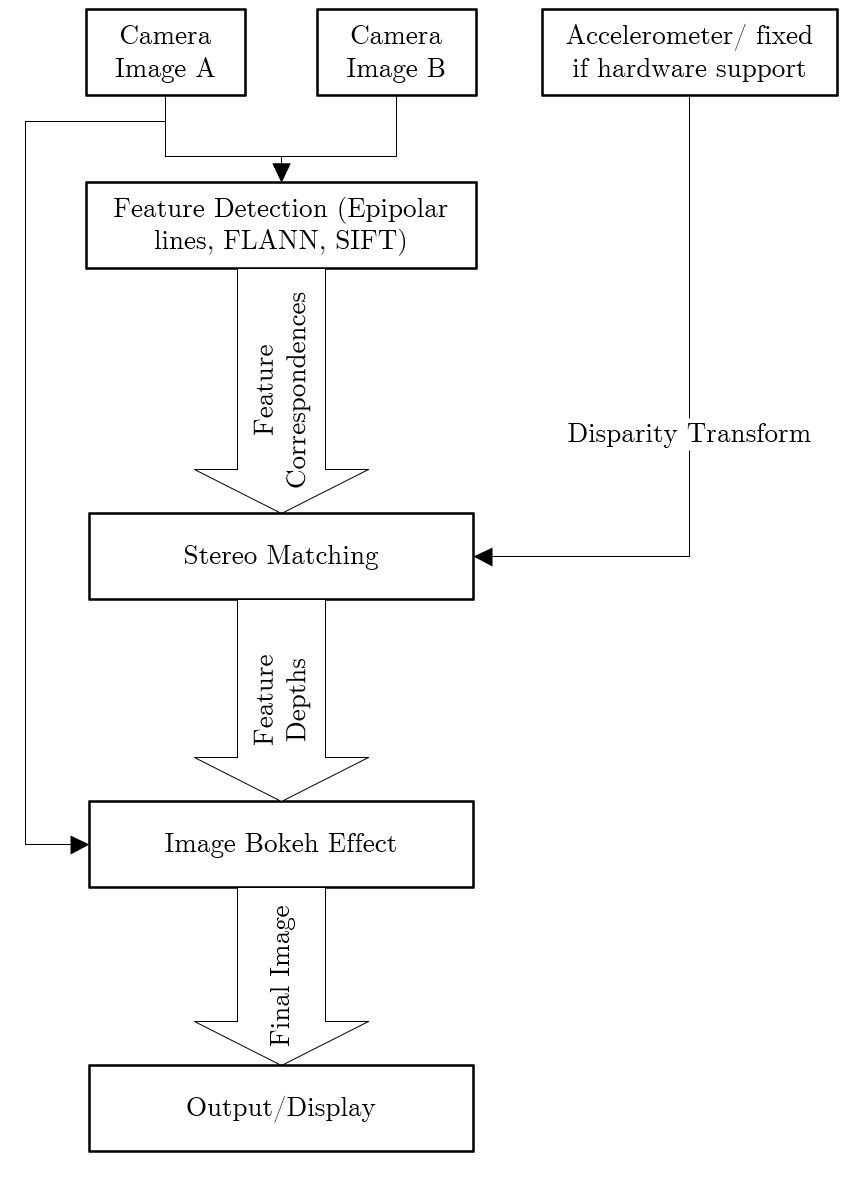 Camera
Image A
Camera
Image B
Accelerometer/ fixed
if hardware support
Feature Detection (Epipolar
lines, FLANN, SIFT)
Feature
Correspondences
Disparity Transform
Stereo Matching
Feature
Depths
Image Bokeh Effect
Final Image
Output/Display